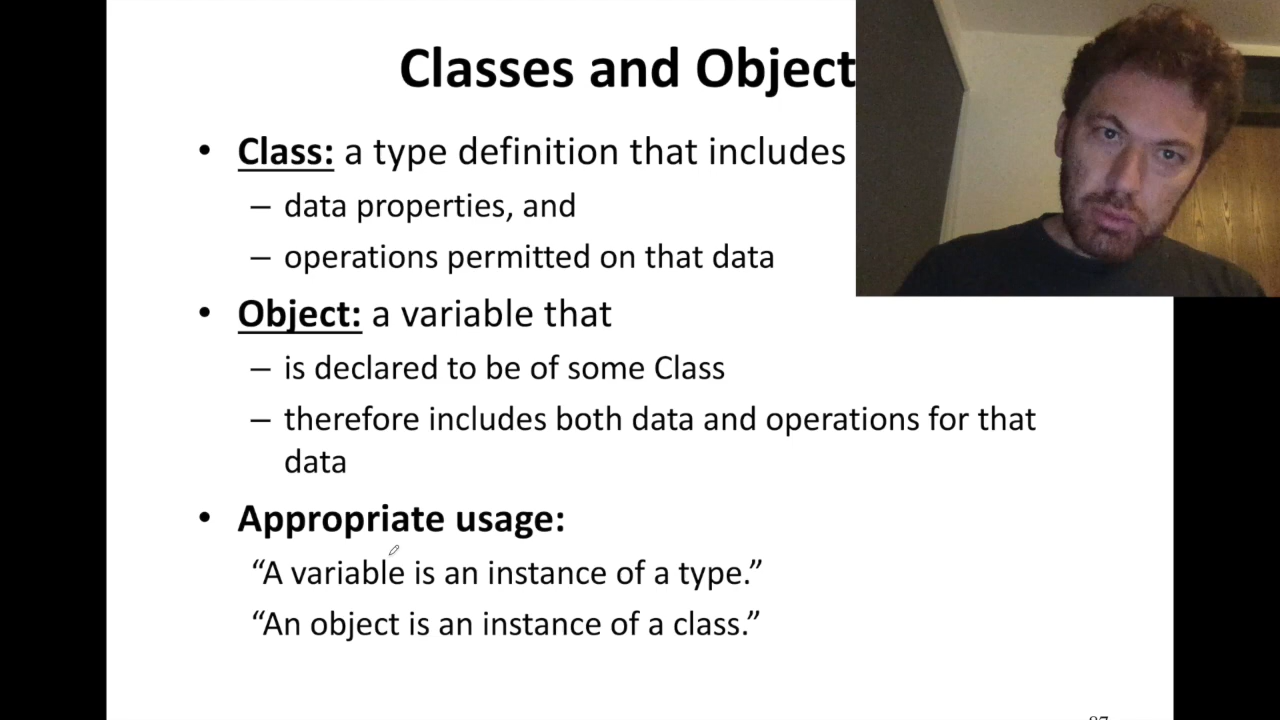 Classes and Object
• Class: a type definition that includes
– data properties, and
– operations permitted on that data
• Object: a variable that
– is declared to be of some Class
– therefore includes both data and operations for that
data
• Appropriate usage:
“A variable is an instance of a type.”
“An object is an instance of a class.”